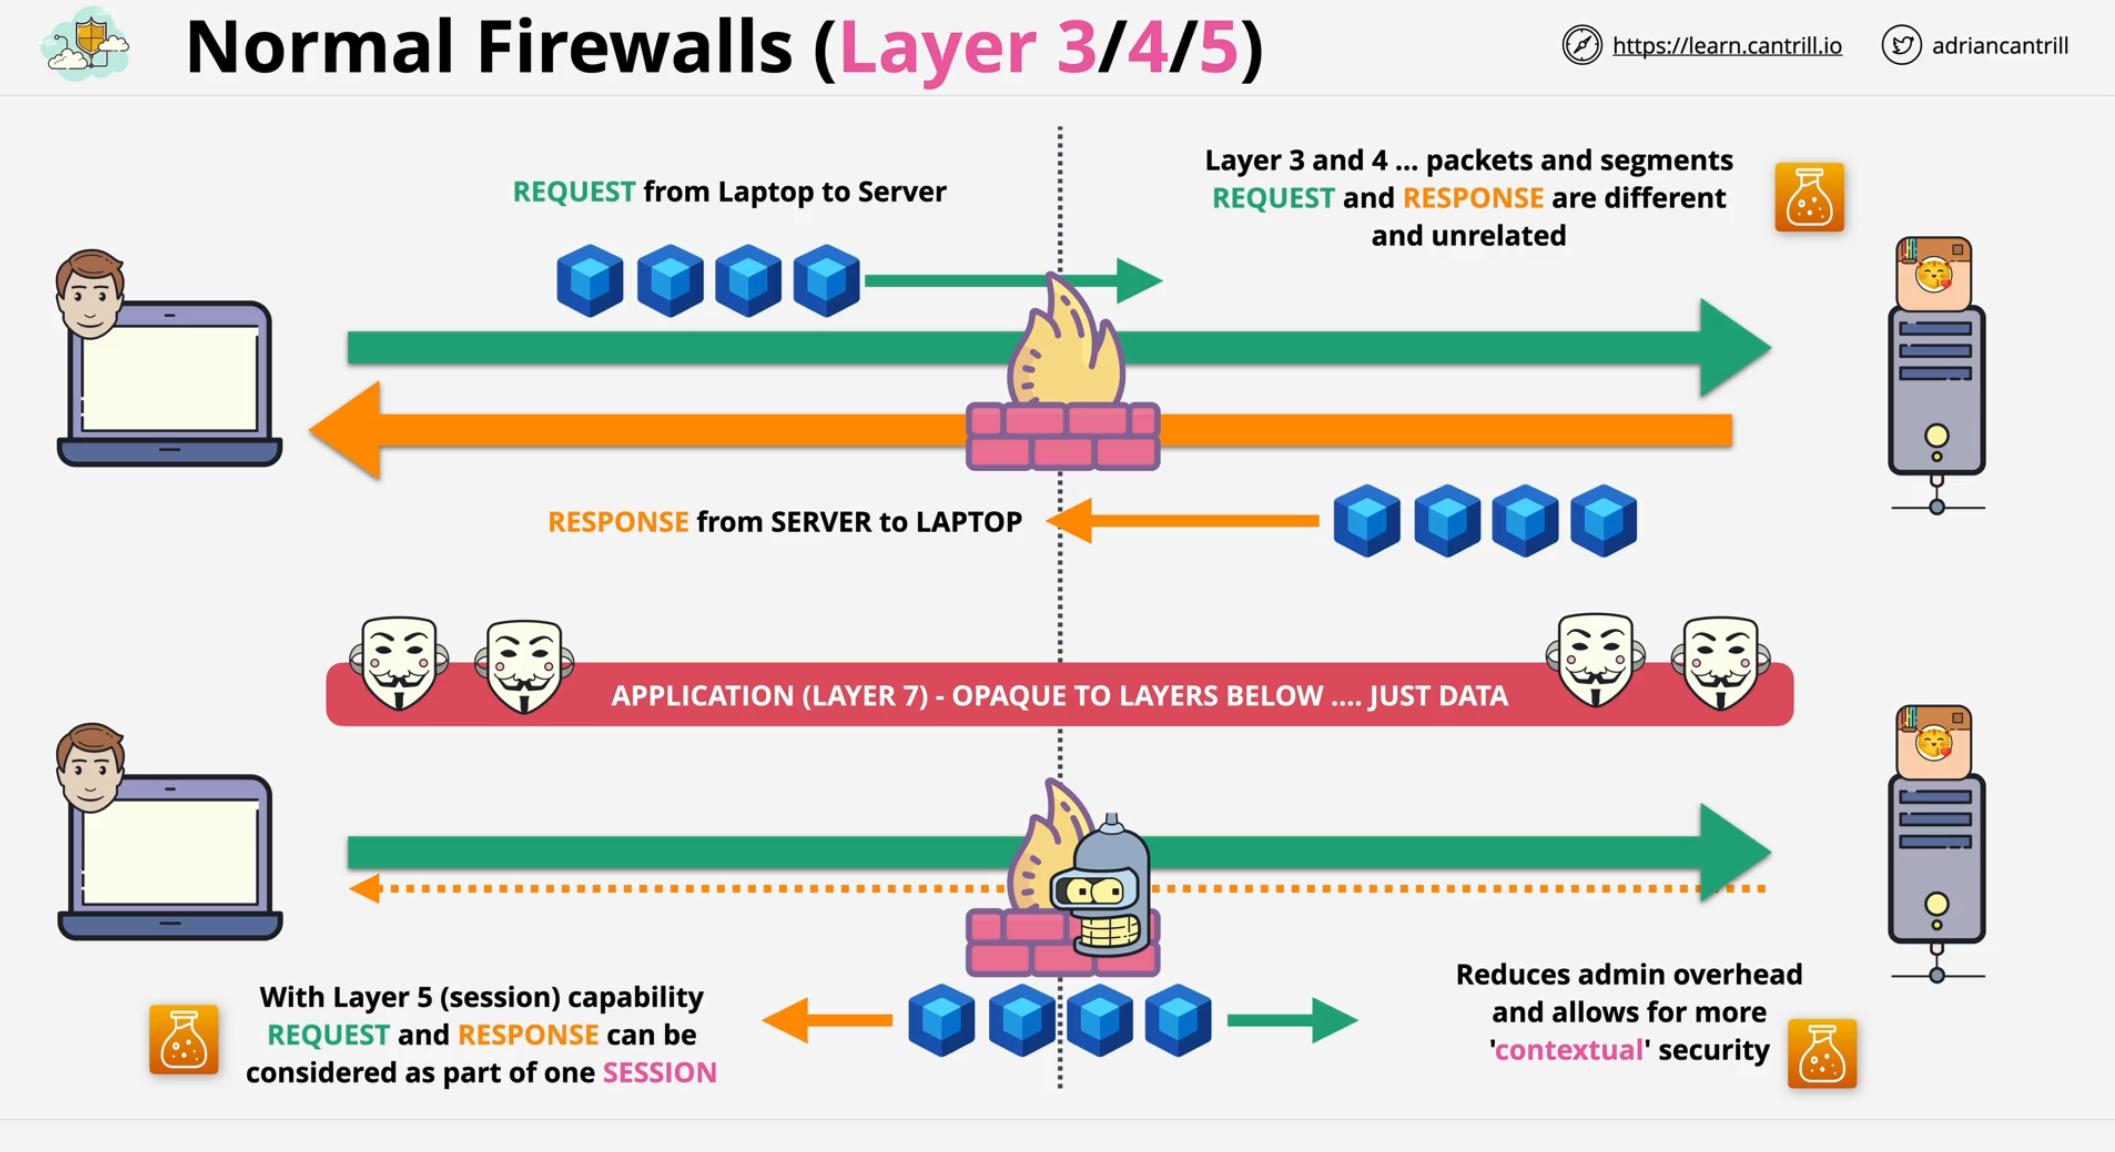 Normal Firewalls (Layer 3/4/5)
https://learn.cantrill.io
adriancantrill
REQUEST from Laptop to Server
Layer 3 and 4 ... packets and segments
REQUEST and RESPONSE are different
and unrelated
RESPONSE from SERVER to LAPTOP
APPLICATION (LAYER 7) - OPAQUE TO LAYERS BELOW .... JUST DATA
With Layer 5 (session) capability
REQUEST and RESPONSE can be
considered as part of one SESSION
Reduces admin overhead
and allows for more
'contextual' security